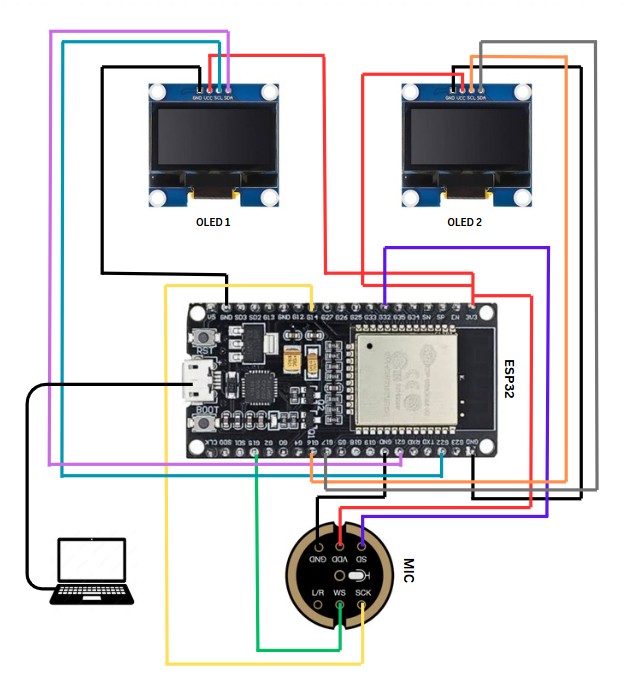 GND VCC SCL SDA
GND VCC SCL SDA
OLED 1
OLED 2
V5 GND SD3 SD2 G13 GND G12 G14 G27 G26 G25 G33 G32 G35 G34 SN SP EN 3V3
RST
ESP32
BOOT
CLK SD0 SD1 G15 G2 G0 G4 G16 G17 G5 G18 G19 GND G21 RXD TXD G22 G23 GND
MIC
GND VDD SD
L/R WS SCK